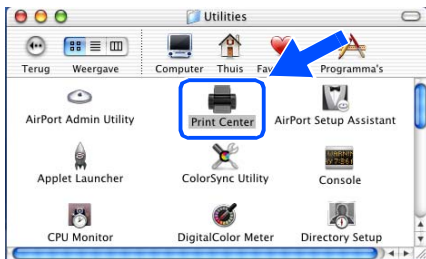 Utilities
Terug Weergave Computer Thuis Fav Programma's
AirPort Admin Utility Print Center AirPort Setup Assistant
Applet Launcher ColorSync Utility Console
CPU Monitor DigitalColor Meter Directory Setup